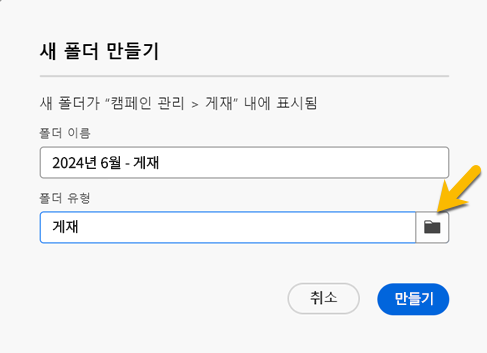 새 폴더 만들기
새 폴더가 “캠페인 관리 > 게재” 내에 표시됨
폴더 이름
2024년 6월 - 게재
폴더 유형
게재
취소
만들기